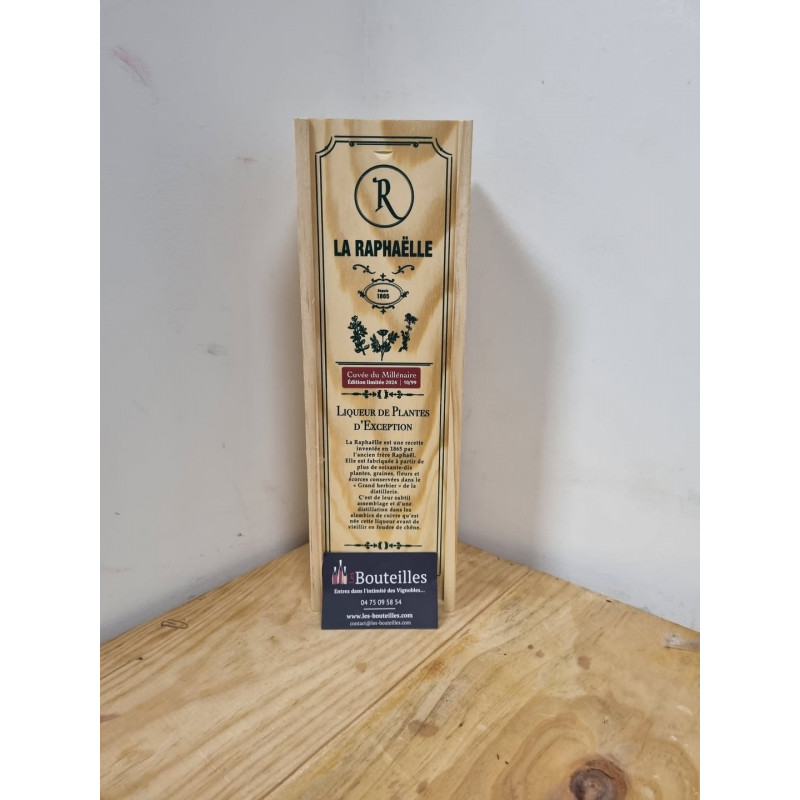 R
LA RAPHAËLLE
Depuis
1865
Cuvée du Millénaire
Édition limitée 2024 | 10/99
LIQUEUR DE PLANTES
D'EXCEPTION
La Raphaëlle est une recette
inventée en 1865 par
l'ancien frère Raphaël.
Elle est fabriquée à partir de
plus de soixante-dix
plantes, graines, fleurs et
écorces conservées dans le
« Grand herbier » de la
distillerie.
C'est de leur subtil
assemblage et d'une
distillation dans les
alambics de cuivre qu'est
née cette liqueur avant de
vieillir en foudre de chêne.
Bouteilles
Entrez dans l'intimité des Vignobles...
04 75 09 58 54
www.les-bouteilles.com
contact@les-bouteilles.com